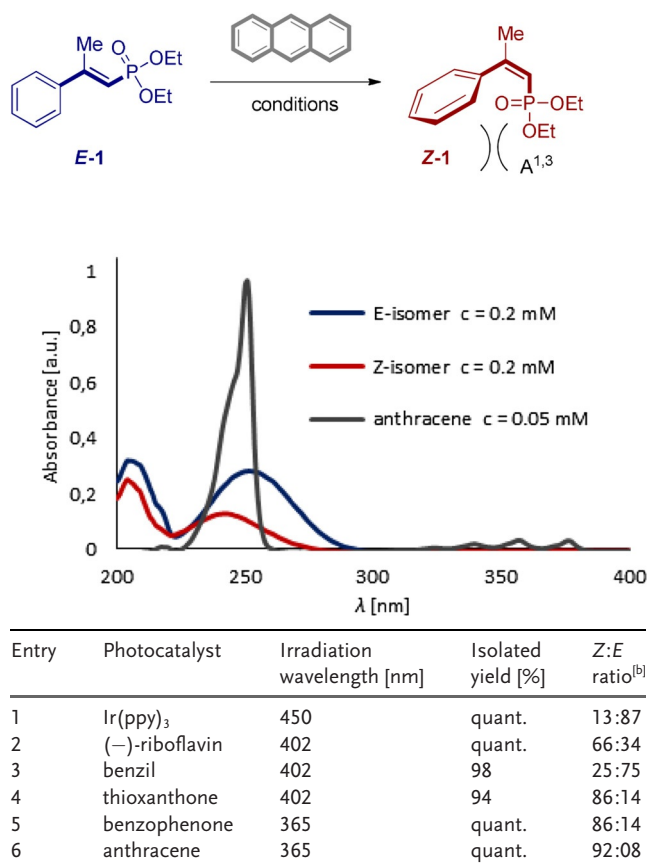 Me
O
OEt
P
OEt
conditions
E-1
Me
O=P OEt
OEt
Z-1
A1,3
1
0,8
0,6
0,4
0,2
0
Absorbance [a.u.]
E-isomer c = 0.2 mM
Z-isomer c = 0.2 mM
anthracene c = 0.05 mM
200 250 300 350 400
λ [nm]
Entry Photocatalyst Irradiation wavelength [nm] Isolated yield [%] Z:E ratio[b]
1 Ir(ppy)3 450 quant. 13:87
2 (−)-riboflavin 402 quant. 66:34
3 benzil 402 98 25:75
4 thioxanthone 402 94 86:14
5 benzophenone 365 quant. 86:14
6 anthracene 365 quant. 92:08